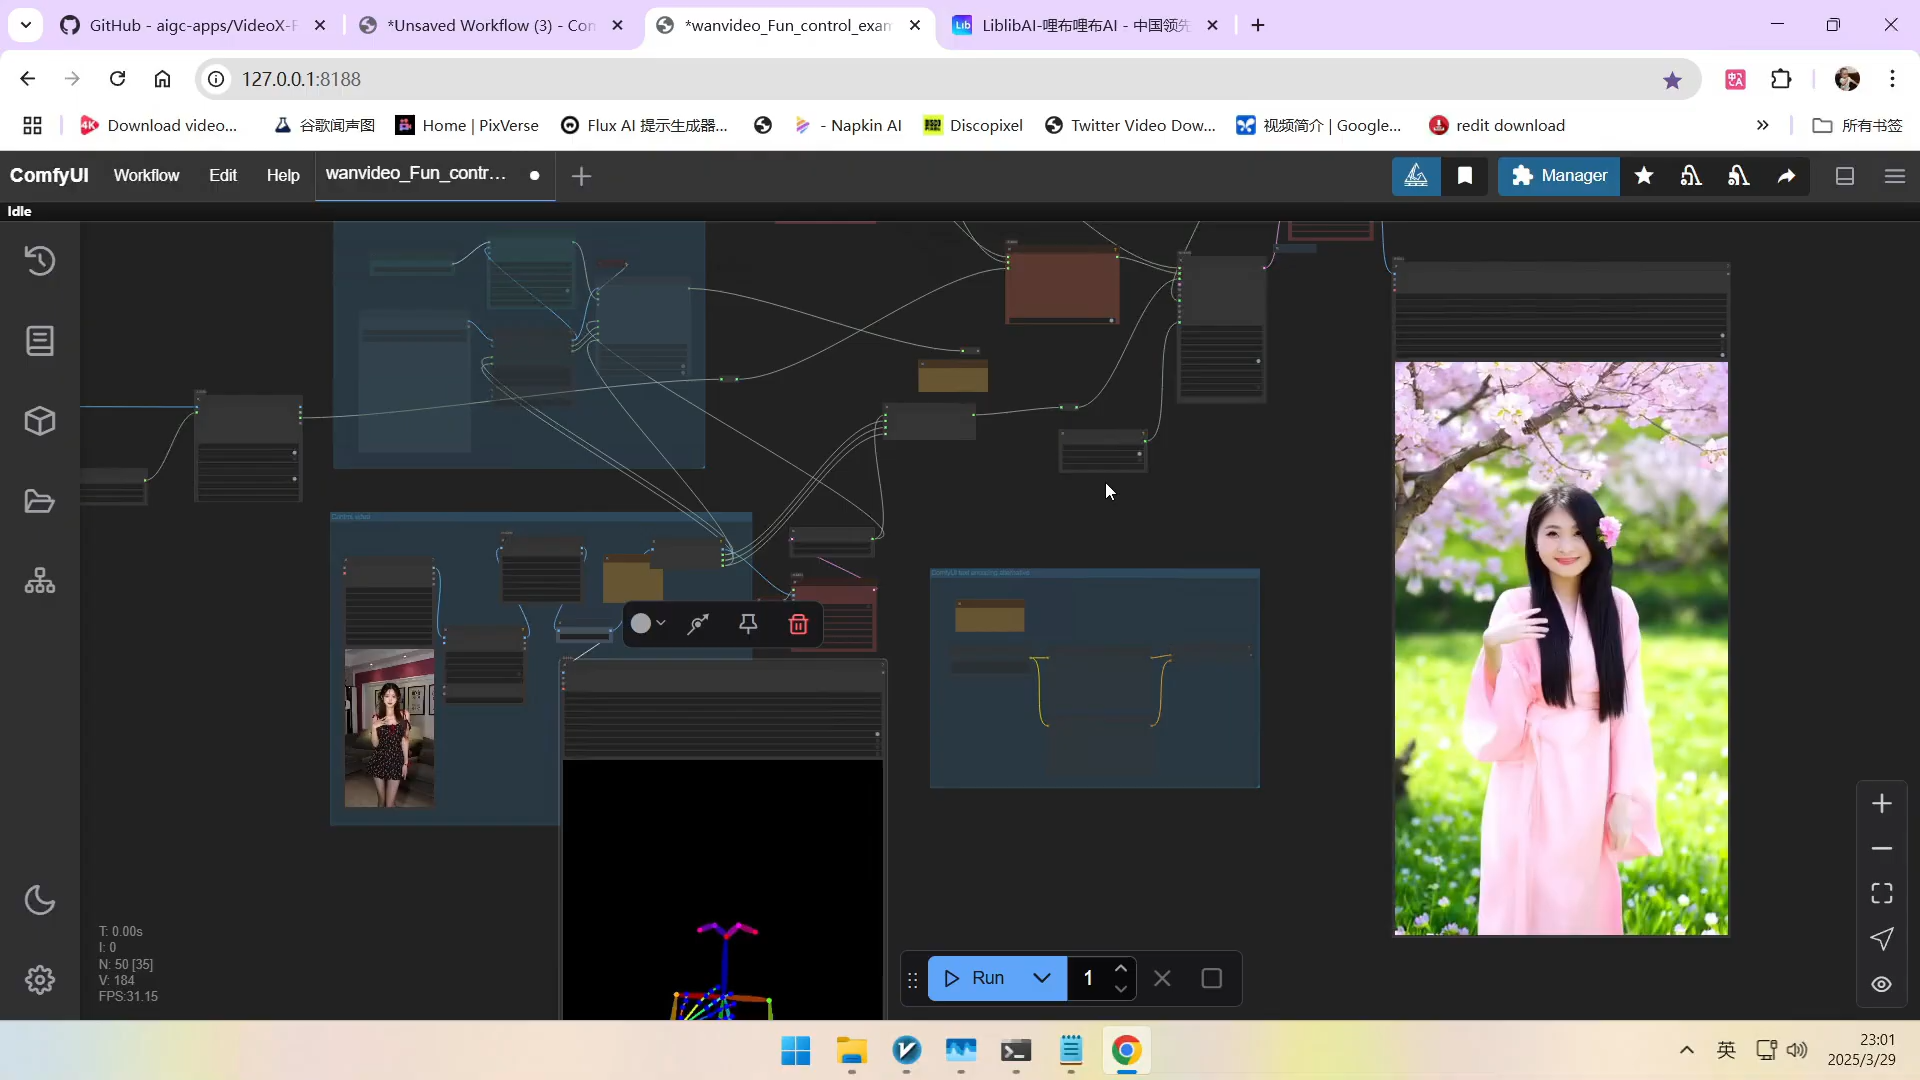 GitHub - aigc-apps/VideoX-F
*Unsaved Workflow (3) - Con
*wanvideo_Fun_control_exam
LiblibAI-哩布哩布AI - 中国领先
127.0.0.1:8188
4K Download video...
谷歌闻声图
Home | PixVerse
Flux AI 提示生成器...
- Napkin AI
Discopixel
Twitter Video Dow...
视频简介 | Google...
redit download
所有书签
ComfyUI
Workflow
Edit
Help
wanvideo_Fun_contr...
Manager
Idle
T: 0.00s
I: 0
N: 50 [35]
V: 184
FPS:31.15
Run
1
英
23:01
2025/3/29